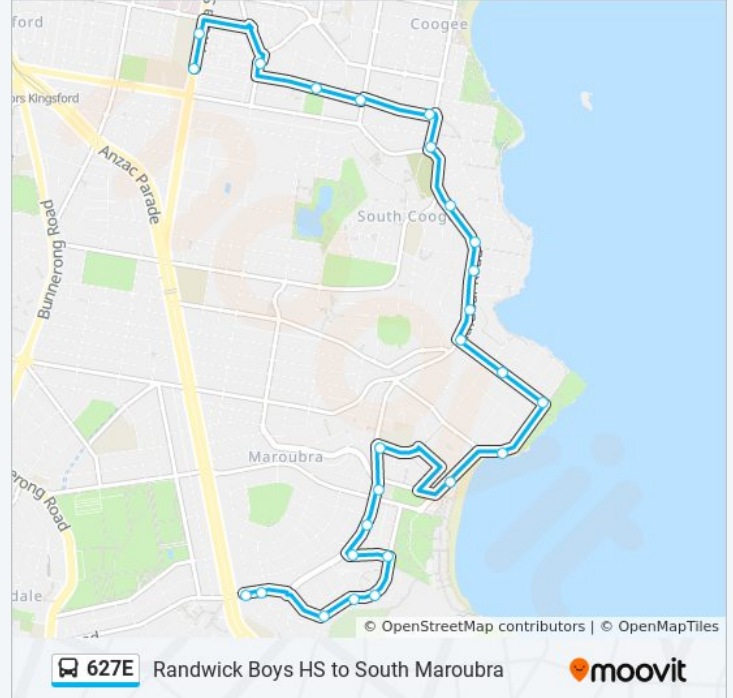 ford
Coogee
ors Kingsford
Anzac Parade
South Coog
Bunnerong Road
Maroubra
erong Road
dale
© OpenStreetMap contributors | © OpenMapTiles
627E Randwick Boys HS to South Maroubra moovit